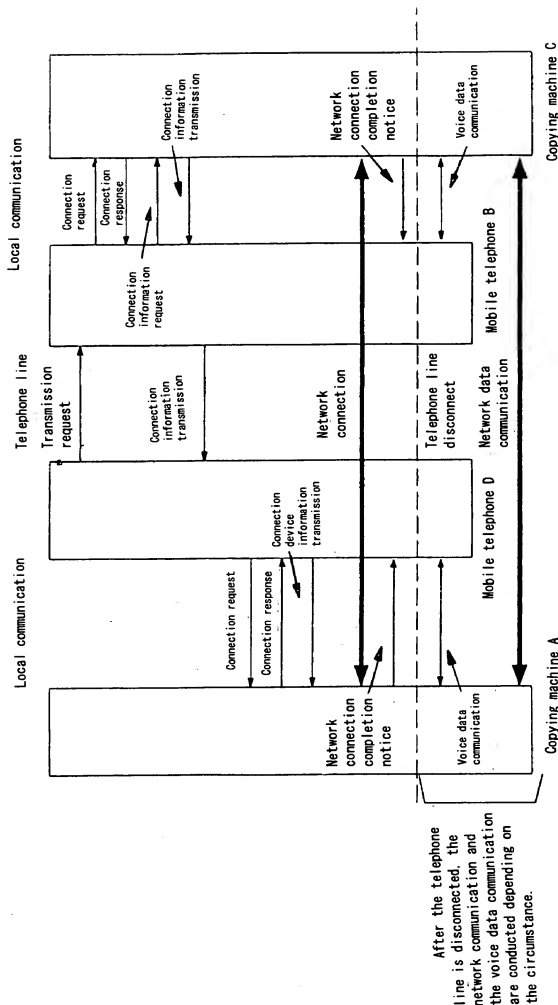 Local communication
Telephone line
Local communication
Transmission
request
Connection
request
Connection
response
Connection
information
request
Connection
information
transmission
Connection
information
transmission
Connection request
Connection response
Connection
device
information
transmission
Network
connection
Network
connection
completion
notice
Network
connection
completion
notice
Telephone line
disconnect
Voice data
communication
Voice data
communication
Network data
communication
Copying machine A
Mobile telephone D
Mobile telephone B
Copying machine C
After the telephone
line is disconnected, the
network communication and
the voice data communication
are conducted depending on
the circumstance.